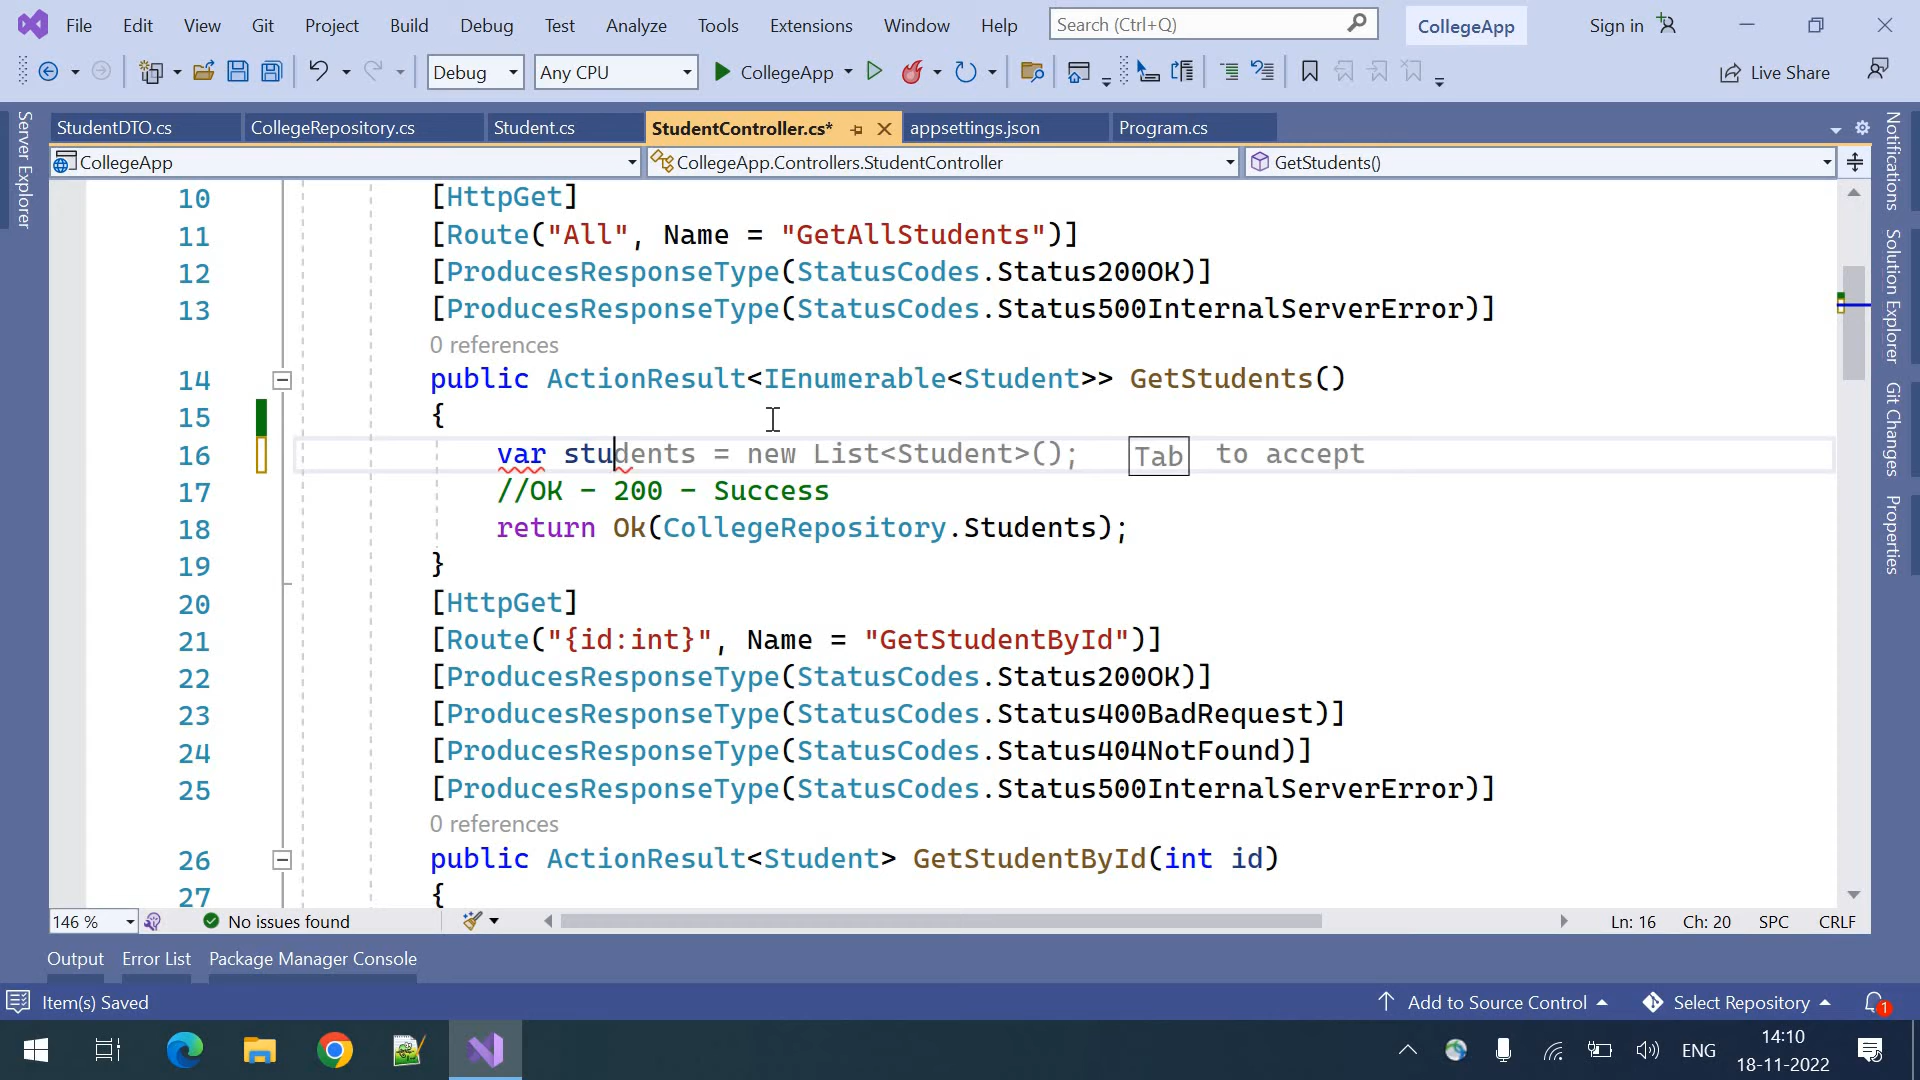 File Edit View Git Project Build Debug Test Analyze Tools Extensions Window Help Search (Ctrl+Q) CollegeApp Sign in
Debug Any CPU CollegeApp Live Share
StudentDTO.cs CollegeRepository.cs Student.cs StudentController.cs* appsettings.json Program.cs
CollegeApp CollegeApp.Controllers.StudentController GetStudents()
Server Explorer
10 [HttpGet]
11 [Route("All", Name = "GetAllStudents")]
12 [ProducesResponseType(StatusCodes.Status200OK)]
13 [ProducesResponseType(StatusCodes.Status500InternalServerError)]
0 references
14 public ActionResult<IEnumerable<Student>> GetStudents()
15 {
16 var students = new List<Student>(); Tab to accept
17 //OK - 200 - Success
18 return Ok(CollegeRepository.Students);
19 }
20 [HttpGet]
21 [Route("{id:int}", Name = "GetStudentById")]
22 [ProducesResponseType(StatusCodes.Status200OK)]
23 [ProducesResponseType(StatusCodes.Status400BadRequest)]
24 [ProducesResponseType(StatusCodes.Status404NotFound)]
25 [ProducesResponseType(StatusCodes.Status500InternalServerError)]
0 references
26 public ActionResult<Student> GetStudentById(int id)
27 {
Notifications
Solution Explorer
Git Changes
Properties
146 % No issues found Ln: 16 Ch: 20 SPC CRLF
Output Error List Package Manager Console
Item(s) Saved Add to Source Control Select Repository 1
ENG 14:10
18-11-2022